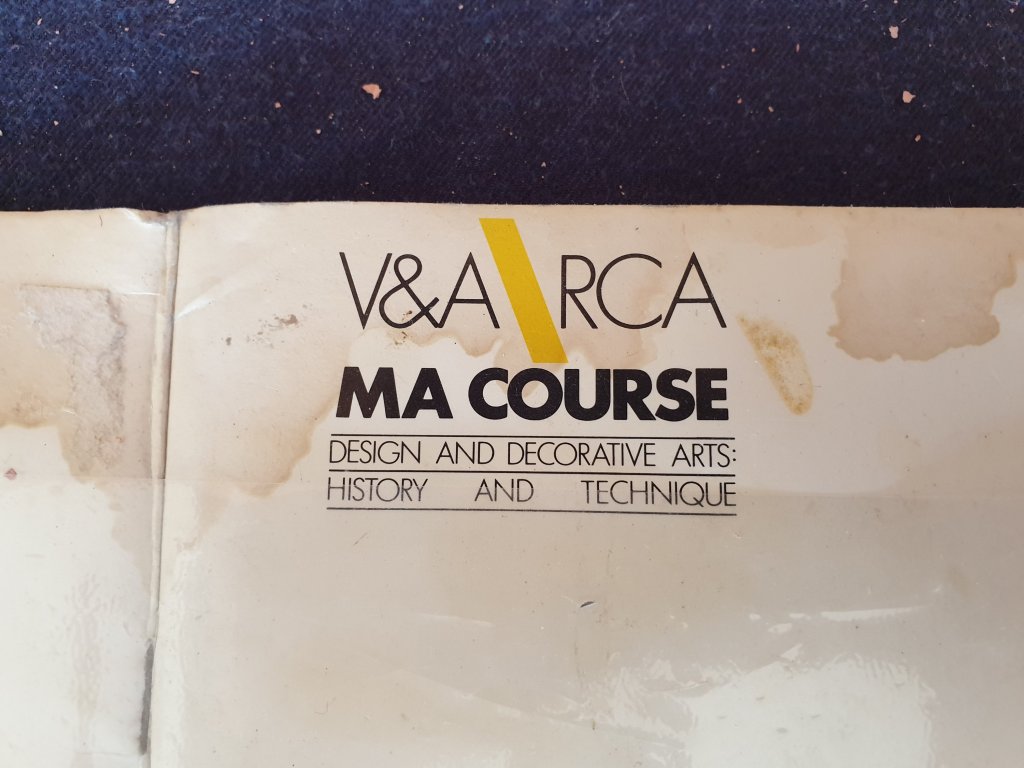 V&A\RCA
MA COURSE
DESIGN AND DECORATIVE ARTS:
HISTORY AND TECHNIQUE